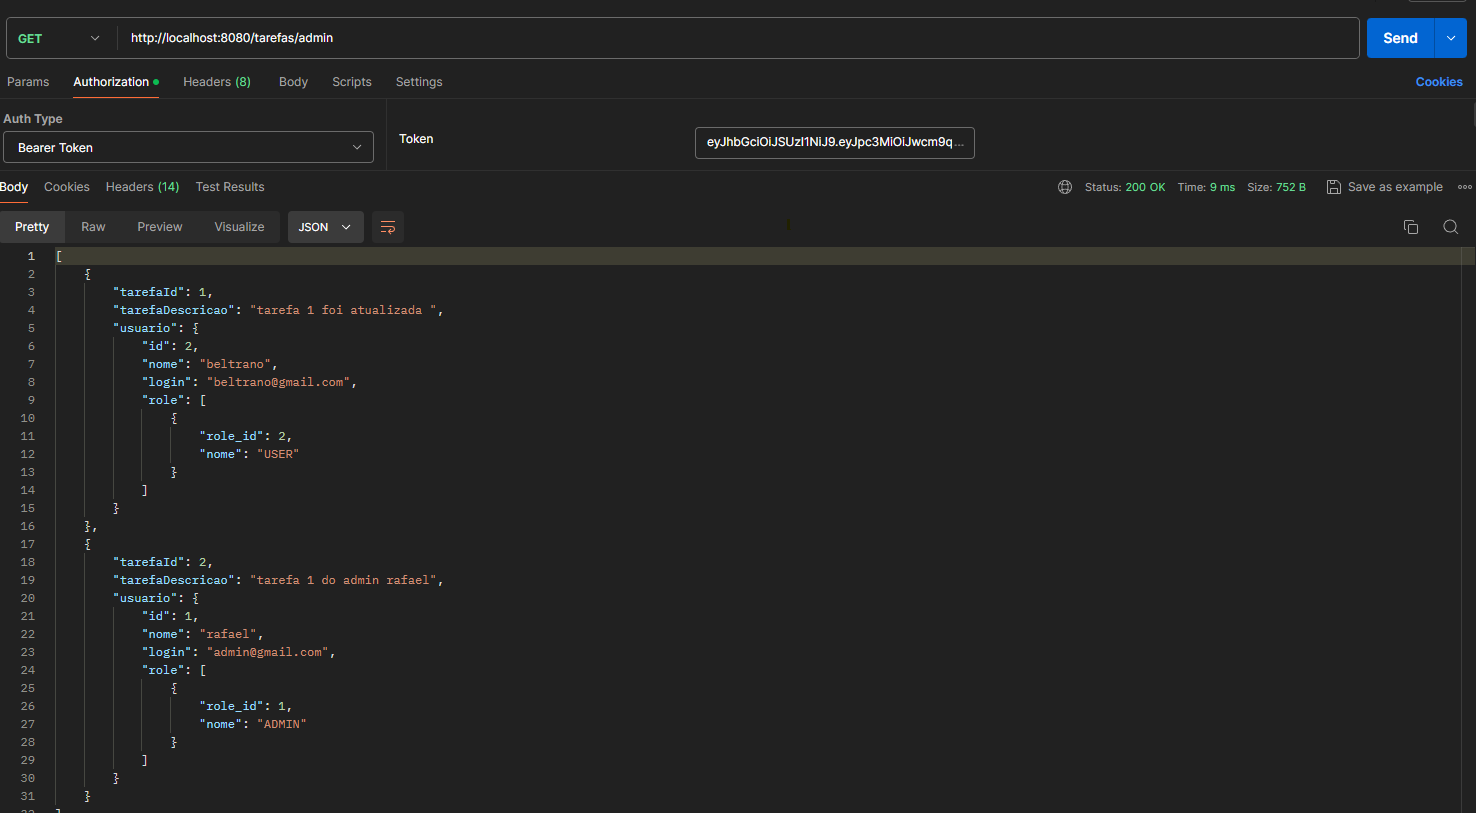 GET http://localhost:8080/tarefas/admin Send
Params Authorization Headers (8) Body Scripts Settings Cookies
Auth Type
Bearer Token
Token eyJhbGciOiJSUzI1NiJ9.eyJpc3MiOiJwcm9q...
Body Cookies Headers (14) Test Results Status: 200 OK Time: 9 ms Size: 752 B Save as example
Pretty Raw Preview Visualize JSON
1 [
2 {
3 "tarefaId": 1,
4 "tarefaDescricao": "tarefa 1 foi atualizada ",
5 "usuario": {
6 "id": 2,
7 "nome": "beltrano",
8 "login": "beltrano@gmail.com",
9 "role": [
10 {
11 "role_id": 2,
12 "nome": "USER"
13 }
14 ]
15 }
16 },
17 {
18 "tarefaId": 2,
19 "tarefaDescricao": "tarefa 1 do admin rafael",
20 "usuario": {
21 "id": 1,
22 "nome": "rafael",
23 "login": "admin@gmail.com",
24 "role": [
25 {
26 "role_id": 1,
27 "nome": "ADMIN"
28 }
29 ]
30 }
31 }